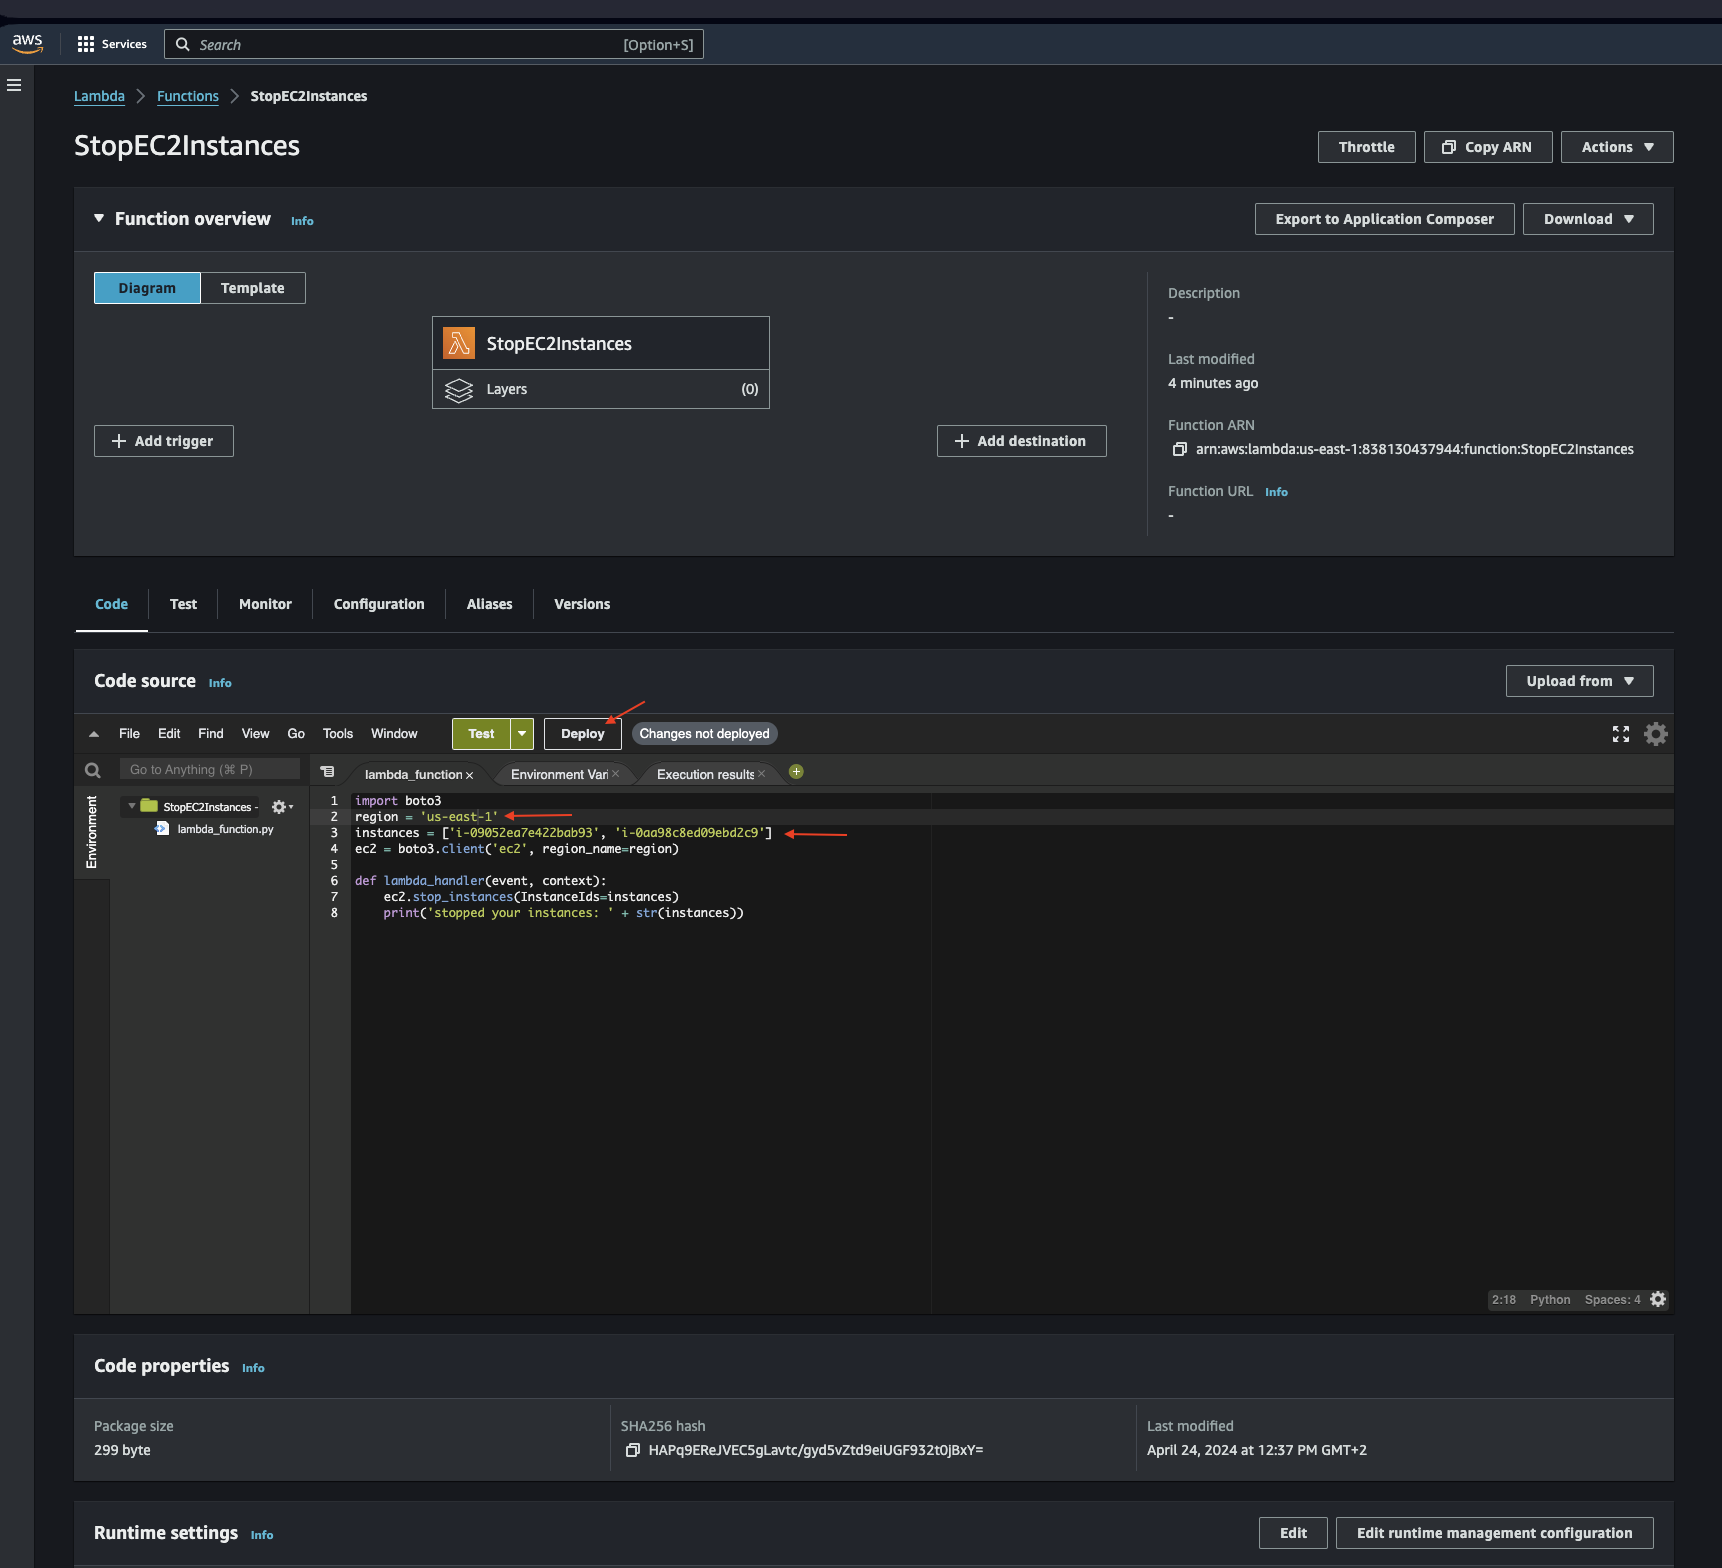 aws Services Search [Option+S]
Lambda Functions StopEC2Instances
StopEC2Instances
Throttle Copy ARN Actions
Function overview Info
Export to Application Composer Download
Diagram Template
StopEC2Instances
Layers (0)
Add trigger
Add destination
Description
-
Last modified
4 minutes ago
Function ARN
arn:aws:lambda:us-east-1:838130437944:function:StopEC2Instances
Function URL Info
-
Code Test Monitor Configuration Aliases Versions
Code source Info
Upload from
File Edit Find View Go Tools Window Test Deploy Changes not deployed
Go to Anything (⌘ P)
lambda_function Environment Vari Execution results
Environment
StopEC2Instances -
lambda_function.py
1 import boto3
2 region = 'us-east-1'
3 instances = ['i-09052ea7e422bab93', 'i-0aa98c8ed09ebd2c9']
4 ec2 = boto3.client('ec2', region_name=region)
5
6 def lambda_handler(event, context):
7 ec2.stop_instances(InstanceIds=instances)
8 print('stopped your instances: ' + str(instances))
2:18 Python Spaces: 4
Code properties Info
Package size
299 byte
SHA256 hash
HAPq9EReJVEC5gLavtc/gyd5vZtd9eiUGF932t0jBxY=
Last modified
April 24, 2024 at 12:37 PM GMT+2
Runtime settings Info
Edit Edit runtime management configuration